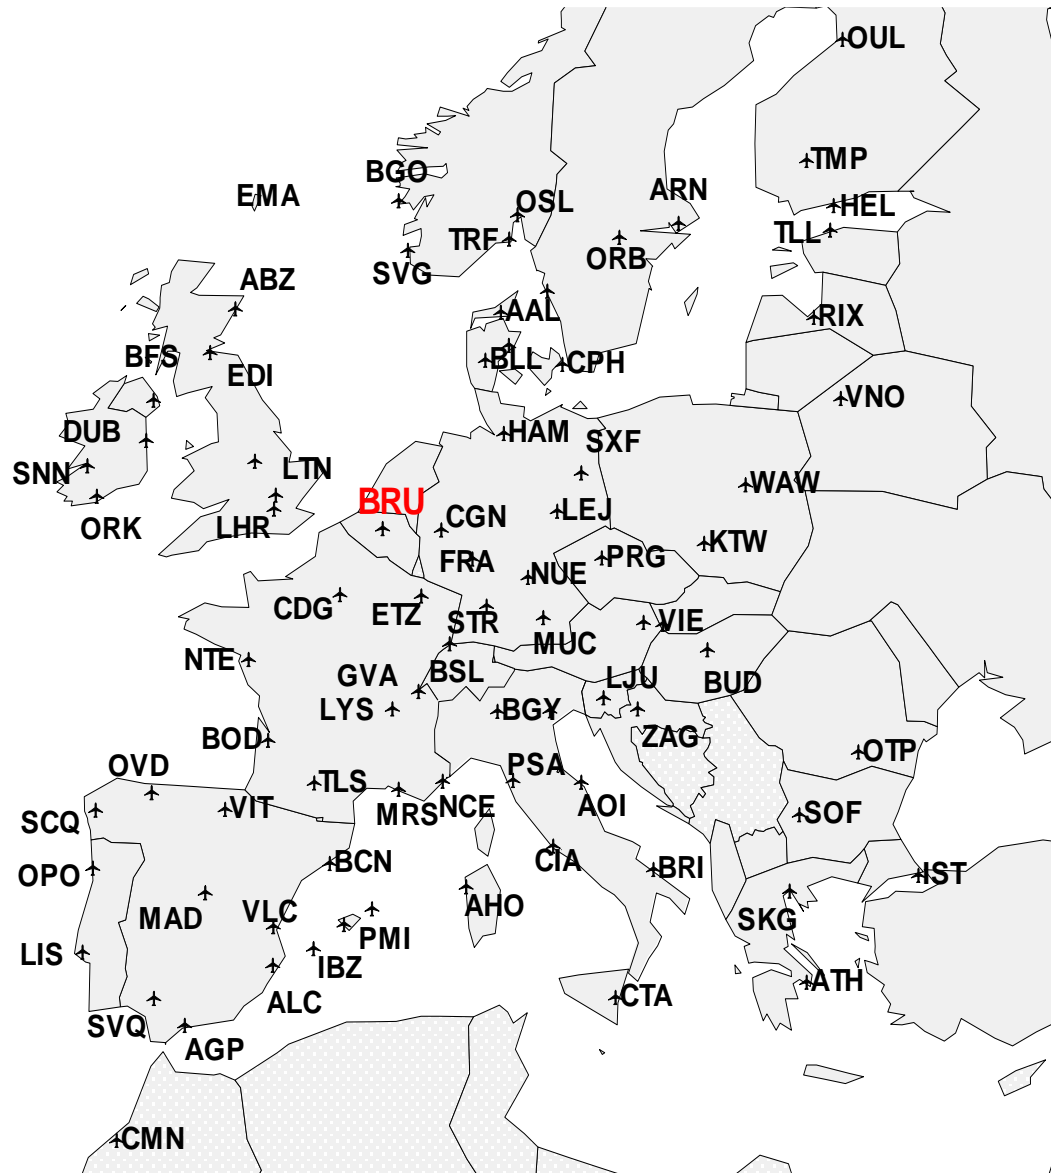 OUL
TMP
BGO
ARN
EMA
OSL
HEL
TLL
TRF
ORB
SVG
ABZ
AAL
RIX
BFS
BLL
CPH
EDI
VNO
DUB
HAM
SXF
SNN
LTN
WAW
BRU
LEJ
CGN
ORK
LHR
KTW
FRA
PRG
NUE
CDG
ETZ
STR
VIE
MUC
NTE
GVA
BSL
LJU
BUD
LYS
BGY
BOD
ZAG
OTP
OVD
PSA
TLS
VIT
MRS
NCE
AOI
SOF
SCQ
BCN
CIA
BRI
OPO
IST
MAD
VLC
AHO
SKG
PMI
LIS
IBZ
ATH
ALC
CTA
SVQ
AGP
CMN